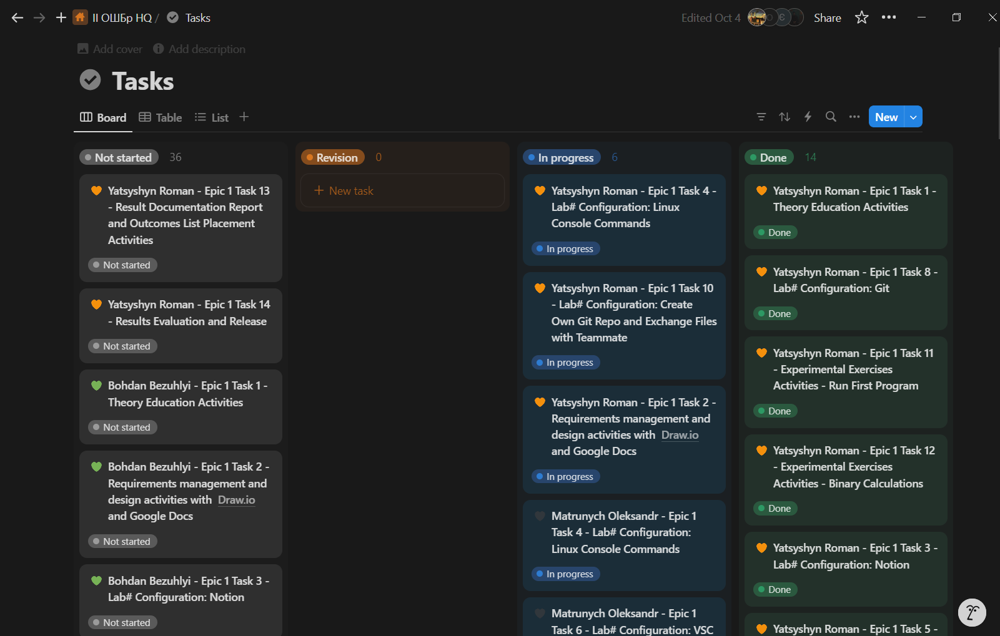 II ОШБр HQ / Tasks
Edited Oct 4
Є
Share
Add cover
Add description
Tasks
Board
Table
List
New
Not started 36
Yatsyshyn Roman - Epic 1 Task 13
- Result Documentation Report
and Outcomes List Placement
Activities
Not started
Yatsyshyn Roman - Epic 1 Task 14
- Results Evaluation and Release
Not started
Bohdan Bezuhlyi - Epic 1 Task 1 -
Theory Education Activities
Not started
Bohdan Bezuhlyi - Epic 1 Task 2 -
Requirements management and
design activities with Draw.io
and Google Docs
Not started
Bohdan Bezuhlyi - Epic 1 Task 3 -
Lab# Configuration: Notion
Not started
Revision 0
New task
In progress 6
Yatsyshyn Roman - Epic 1 Task 4 -
Lab# Configuration: Linux
Console Commands
In progress
Yatsyshyn Roman - Epic 1 Task 10
- Lab# Configuration: Create
Own Git Repo and Exchange Files
with Teammate
In progress
Yatsyshyn Roman - Epic 1 Task 2 -
Requirements management and
design activities with Draw.io
and Google Docs
In progress
Matrunych Oleksandr - Epic 1
Task 4 - Lab# Configuration:
Linux Console Commands
In progress
Matrunych Oleksandr - Epic 1
Task 6 - Lab# Configuration: VSC
Done 14
Yatsyshyn Roman - Epic 1 Task 1 -
Theory Education Activities
Done
Yatsyshyn Roman - Epic 1 Task 8 -
Lab# Configuration: Git
Done
Yatsyshyn Roman - Epic 1 Task 11
- Experimental Exercises
Activities - Run First Program
Done
Yatsyshyn Roman - Epic 1 Task 12
- Experimental Exercises
Activities - Binary Calculations
Done
Yatsyshyn Roman - Epic 1 Task 3 -
Lab# Configuration: Notion
Done
Yatsyshyn Roman - Epic 1 Task 5 -